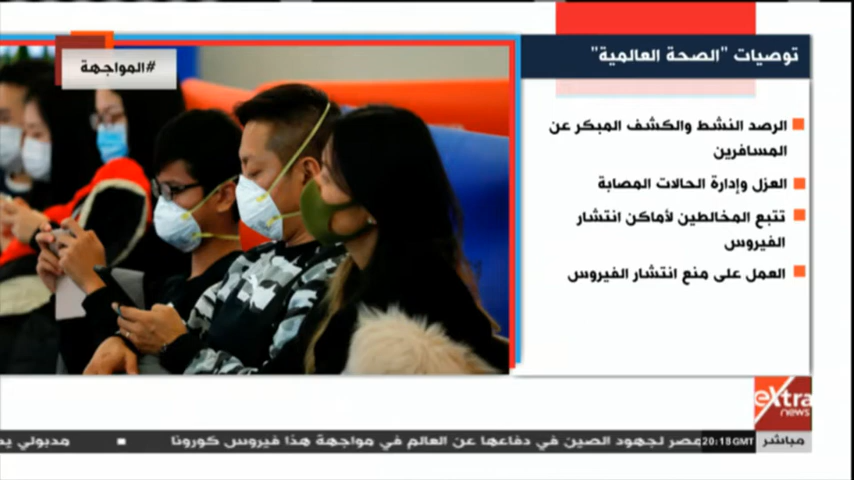 توصيات "الصحة العالمية"
#المواجهة
الرصد النشط والكشف المبكر عن
المسافرين
العزل وإدارة الحالات المصابة
تتبع المخالطين لأماكن انتشار
الفيروس
العمل على منع انتشار الفيروس
eXtra
news
مباشر
20:18 GMT
مصر لجهود الصين في دفاعها عن العالم في مواجهة هذا فيروس كورونا ■ مدبولي